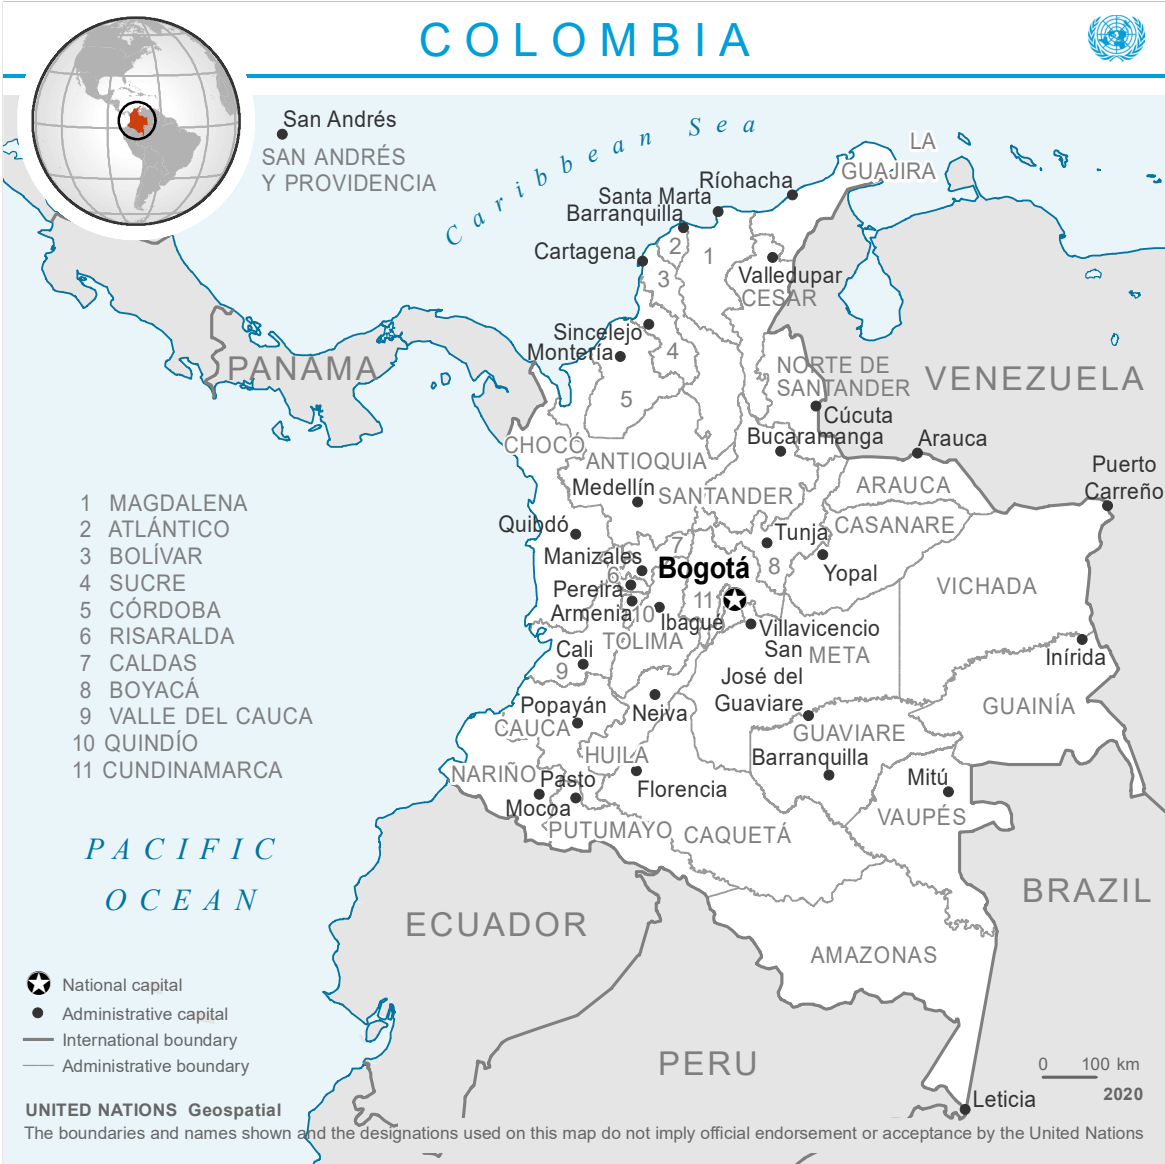 COLOMBIA
San Andrés
SAN ANDRÉS
Y PROVIDENCIA
Caribbean Sea
LA
GUAJIRA
Ríohacha
Santa Marta
Barranquilla
Cartagena
2
1
3
Valledupar
CESAR
Sincelejo
Montería
4
5
PANAMA
NORTE DE
SANTANDER
VENEZUELA
Cúcuta
Bucaramanga
Arauca
CHOCÓ
ANTIOQUIA
Puerto
Carreño
Medellín
SANTANDER
ARAUCA
Quibdó
Tunja
CASANARE
7
Manizales
Bogotá
8
Yopal
6
Pereira
VICHADA
Armenia
10
Ibagué
11
Villavicencio
TOLIMA
San
José del
Guaviare
META
Cali
9
Inírida
Popayán
CAUCA
Neiva
GUAINÍA
GUAVIARE
HUILA
Barranquilla
NARIÑO
Pasto
Mocoa
Florencia
Mitú
VAUPÉS
PUTUMAYO
CAQUETÁ
1 MAGDALENA
2 ATLÁNTICO
3 BOLÍVAR
4 SUCRE
5 CÓRDOBA
6 RISARALDA
7 CALDAS
8 BOYACÁ
9 VALLE DEL CAUCA
10 QUINDÍO
11 CUNDINAMARCA
PACIFIC
OCEAN
ECUADOR
BRAZIL
AMAZONAS
PERU
Leticia
National capital
Administrative capital
International boundary
Administrative boundary
0 100 km
2020
UNITED NATIONS Geospatial
The boundaries and names shown and the designations used on this map do not imply official endorsement or acceptance by the United Nations